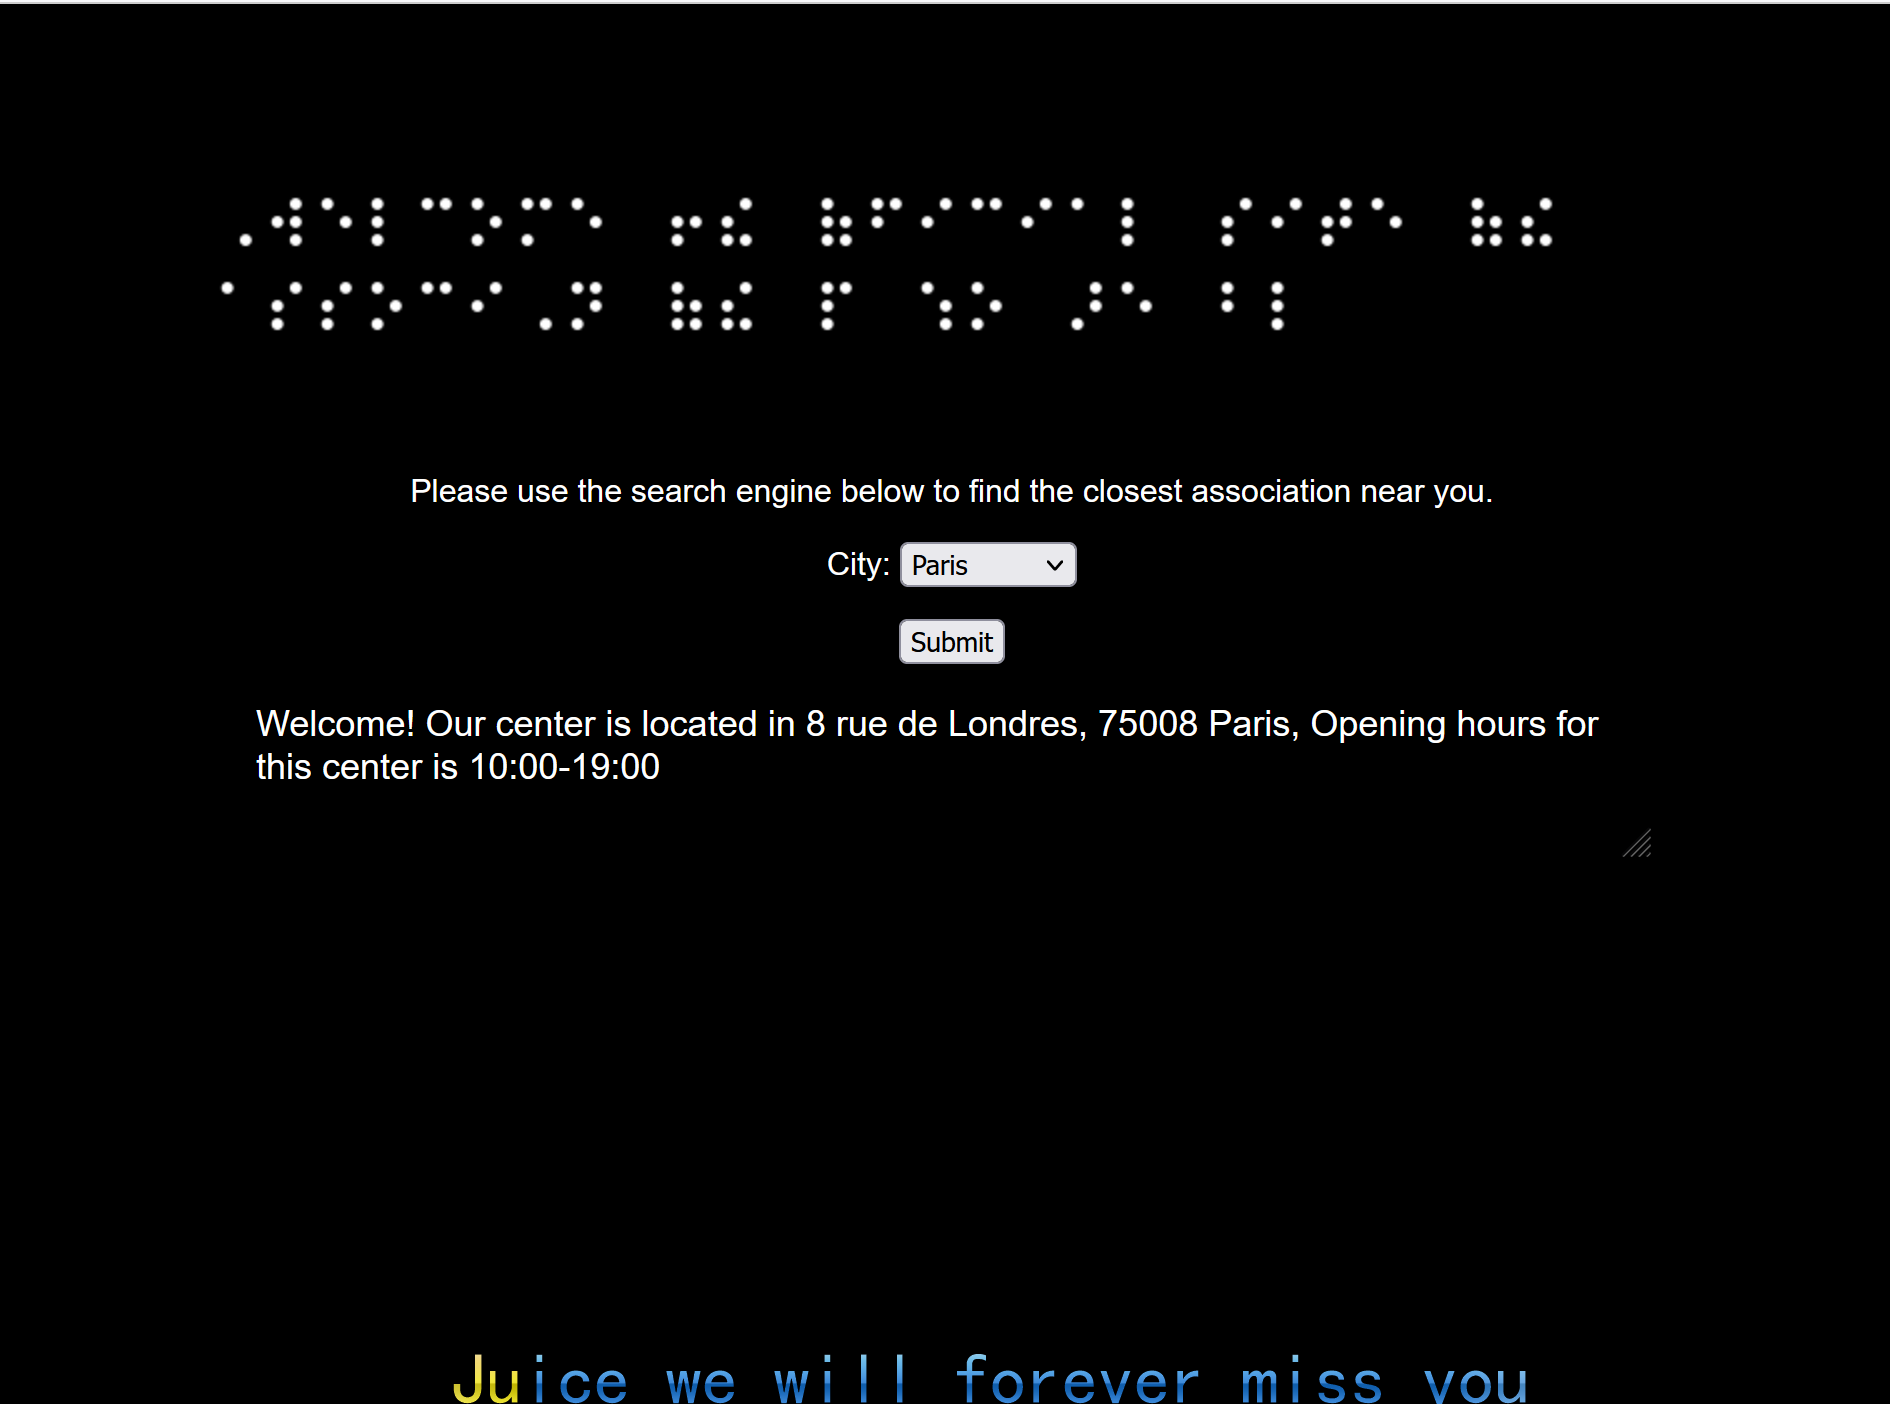 ⠠⠺⠑⠇⠉⠕⠍⠑ ⠖⠮ ⠷⠋⠊⠉⠊⠁⠇ ⠎⠊⠞⠑ ⠷⠮
⠁⠎⠎⠕⠉⠊⠠⠝ ⠷⠮ ⠏ ⠱⠕ ⠜⠑ ⠃⠇
Please use the search engine below to find the closest association near you.
City: Paris
Submit
Welcome! Our center is located in 8 rue de Londres, 75008 Paris, Opening hours for
this center is 10:00-19:00
Juice we will forever miss you